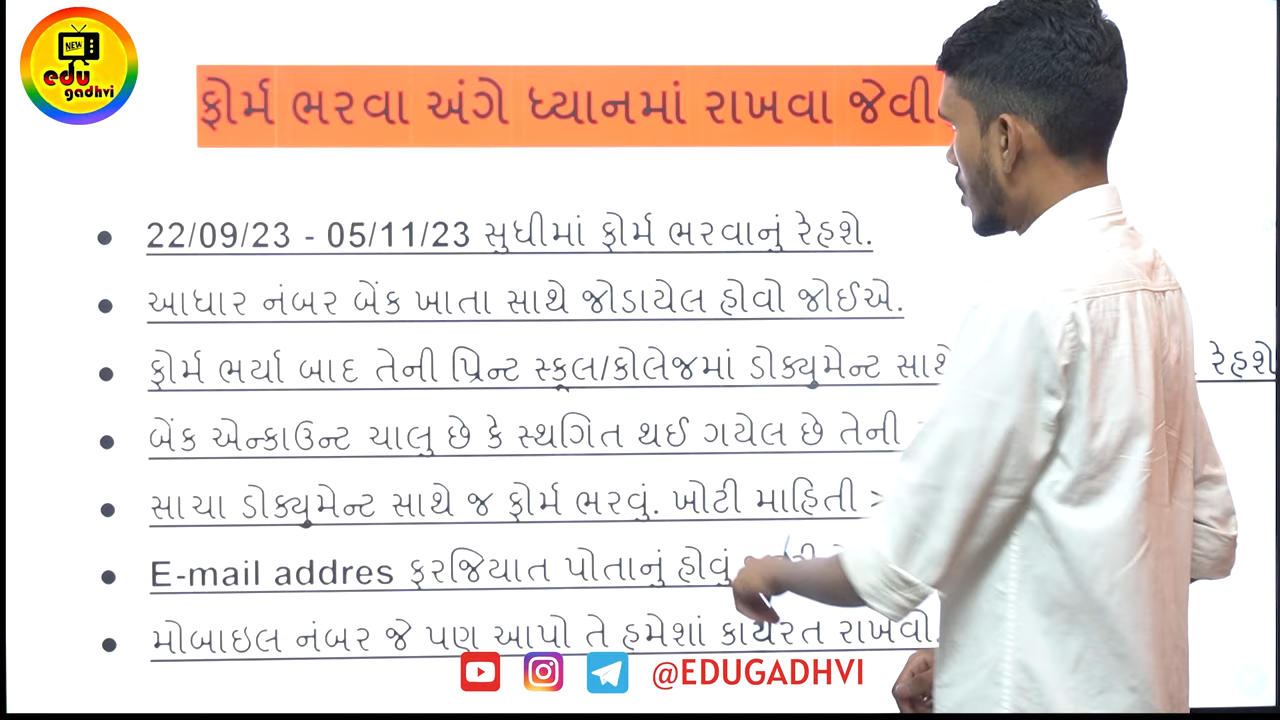 NEW
edu
gadhvi
ફોર્મ ભરવા અંગે ધ્યાનમાં રાખવા જેવી
22/09/23 - 05/11/23 સુધીમાં ફોર્મ ભરવાનું રેહશે.
આધાર નંબર બેંક ખાતા સાથે જોડાયેલ હોવો જોઈએ.
ફોર્મ ભર્યા બાદ તેની પ્રિન્ટ સ્કૂલ/કોલેજમાં ડોક્યુમેન્ટ સાથે રેહશે
બેંક એન્કાઉન્ટ ચાલુ છે કે સ્થગિત થઈ ગયેલ છે તેની
સાચા ડોક્યુમેન્ટ સાથે જ ફોર્મ ભરવું. ખોટી માહિતી
E-mail addres ફરજિયાત પોતાનું હોવું
મોબાઇલ નંબર જે પણ આપો તે હમેશાં કાર્યરત રાખવો.
@EDUGADHVI